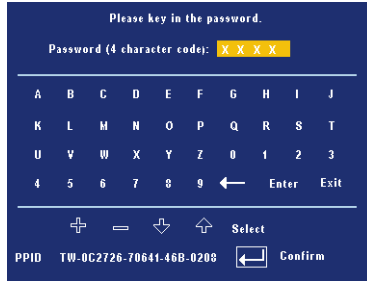 Please key in the password.
Password (4 character code): X X X X
A B C D E F G H I J
K L M N O P Q R S T
U V W X Y Z 0 1 2 3
4 5 6 7 8 9 ← Enter Exit
Select
PPID TW-0C2726-70641-46B-0208 Confirm